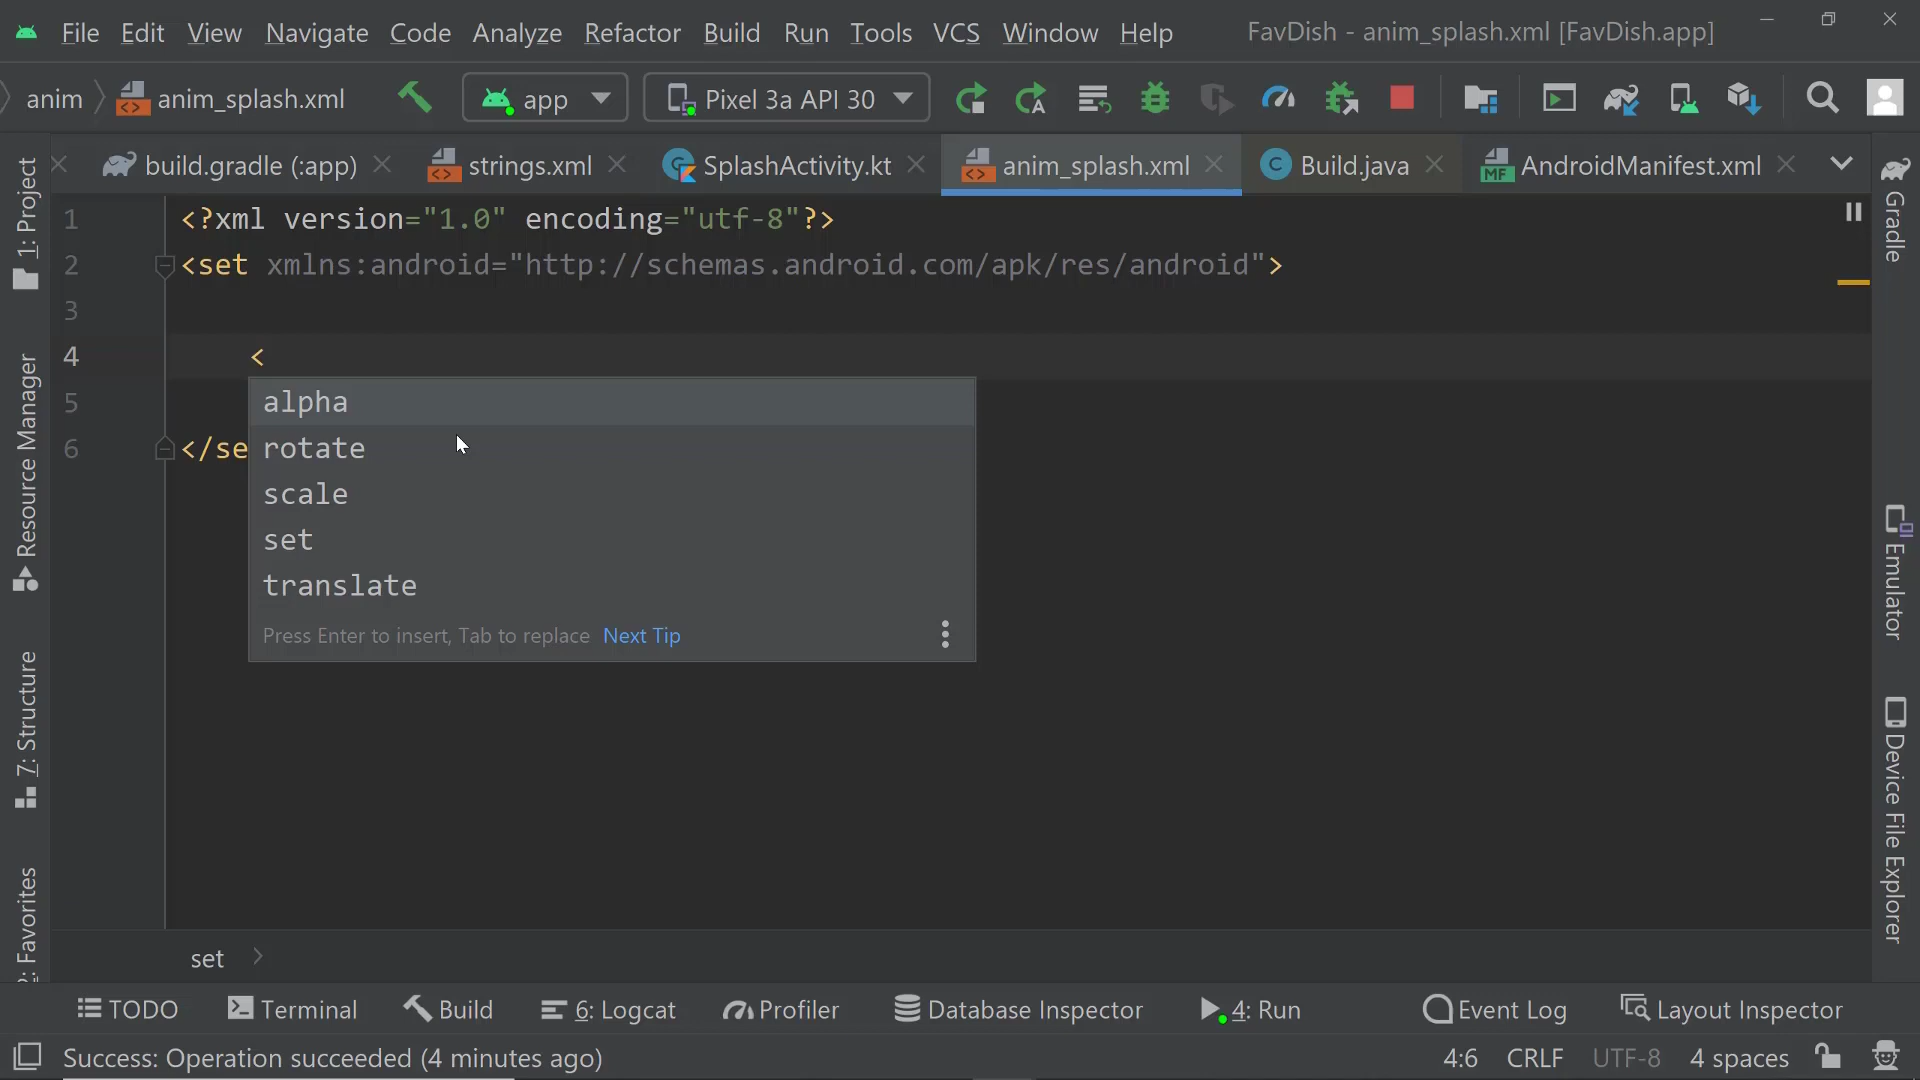 File Edit View Navigate Code Analyze Refactor Build Run Tools VCS Window Help FavDish - anim_splash.xml [FavDish.app]
anim anim_splash.xml app Pixel 3a API 30
build.gradle (:app) strings.xml SplashActivity.kt anim_splash.xml Build.java AndroidManifest.xml
1 <?xml version="1.0" encoding="utf-8"?>
2 <set xmlns:android="http://schemas.android.com/apk/res/android">
3
4 <
5
6 </se
alpha
rotate
scale
set
translate
Press Enter to insert, Tab to replace Next Tip
1: Project
Resource Manager
7: Structure
2: Favorites
Gradle
Emulator
Device File Explorer
set
TODO Terminal Build 6: Logcat Profiler Database Inspector 4: Run Event Log Layout Inspector
Success: Operation succeeded (4 minutes ago) 4:6 CRLF UTF-8 4 spaces